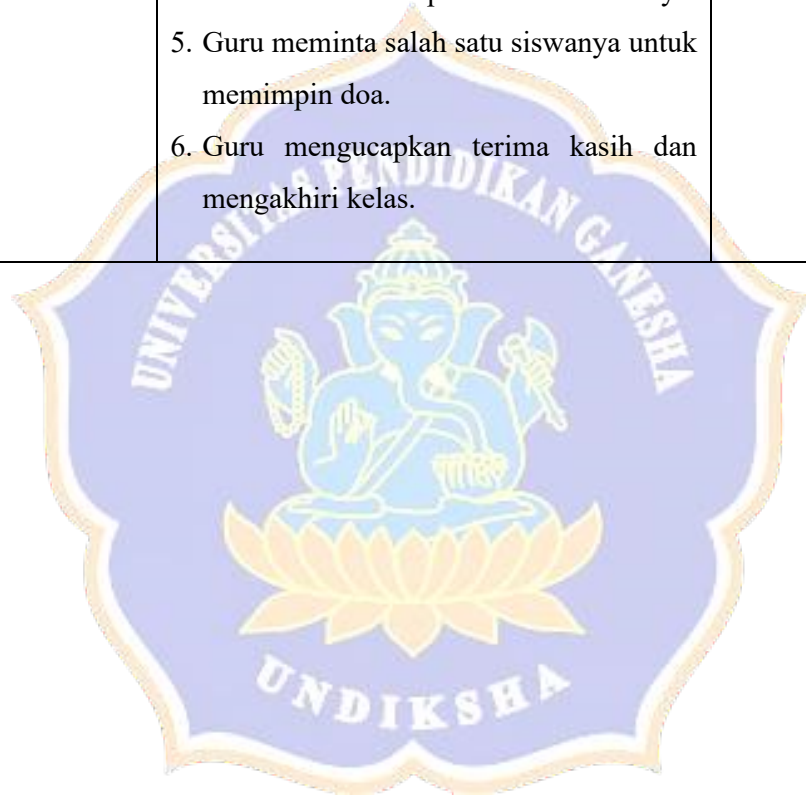 5. Guru meminta salah satu siswanya untuk
memimpin doa.
6. Guru mengucapkan terima kasih dan
mengakhiri kelas.
UNIVERSITAS PENDIDIKAN GANESHA
UNDIKSHA